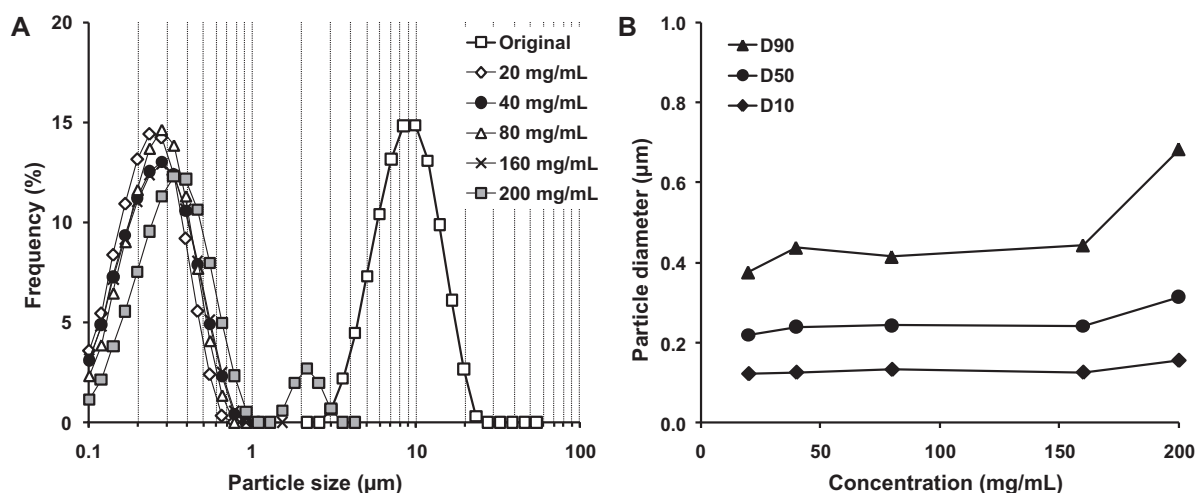 A
Frequency (%)
20
15
10
5
0
0.1
1
10
100
Particle size (µm)
Original
20 mg/mL
40 mg/mL
80 mg/mL
160 mg/mL
200 mg/mL
B
Particle diameter (µm)
1.0
0.8
0.6
0.4
0.2
0.0
0
50
100
150
200
Concentration (mg/mL)
D90
D50
D10